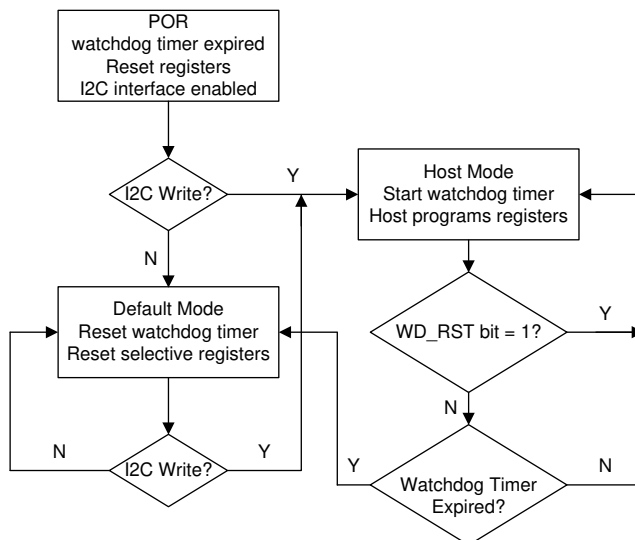 POR
watchdog timer expired
Reset registers
I2C interface enabled
I2C Write?
Y
N
Host Mode
Start watchdog timer
Host programs registers
Default Mode
Reset watchdog timer
Reset selective registers
WD_RST bit = 1?
Y
N
I2C Write?
N
Y
Watchdog Timer
Expired?
Y
N